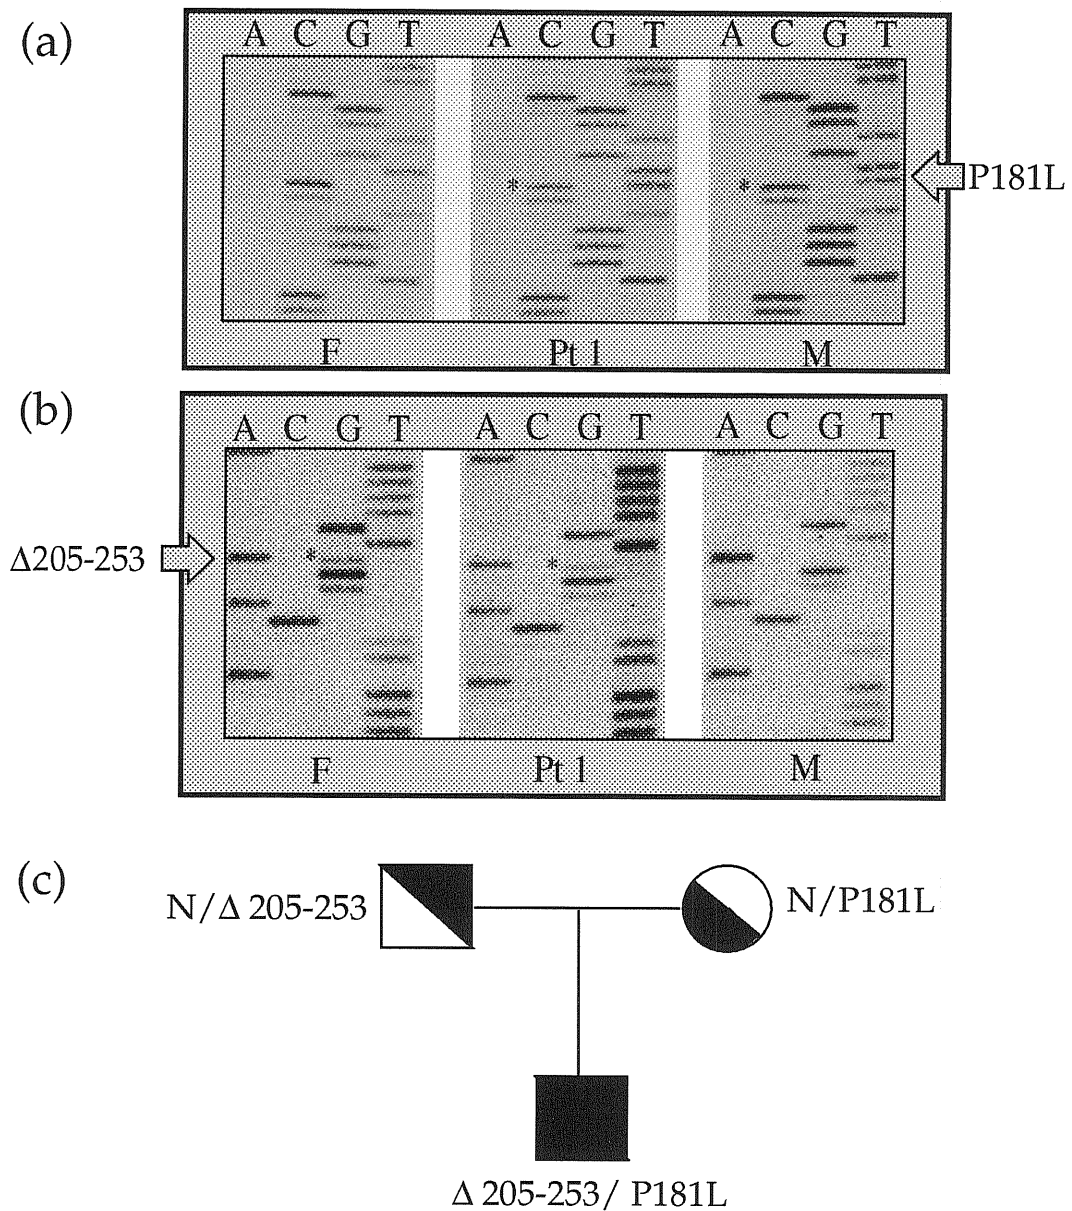 (a)
A C G T A C G T A C G T
* *
P181L
F Pt 1 M
(b)
A C G T A C G T A C G T
Δ205-253
* *
F Pt 1 M
(c)
N/Δ 205-253
N/P181L
Δ 205-253/ P181L